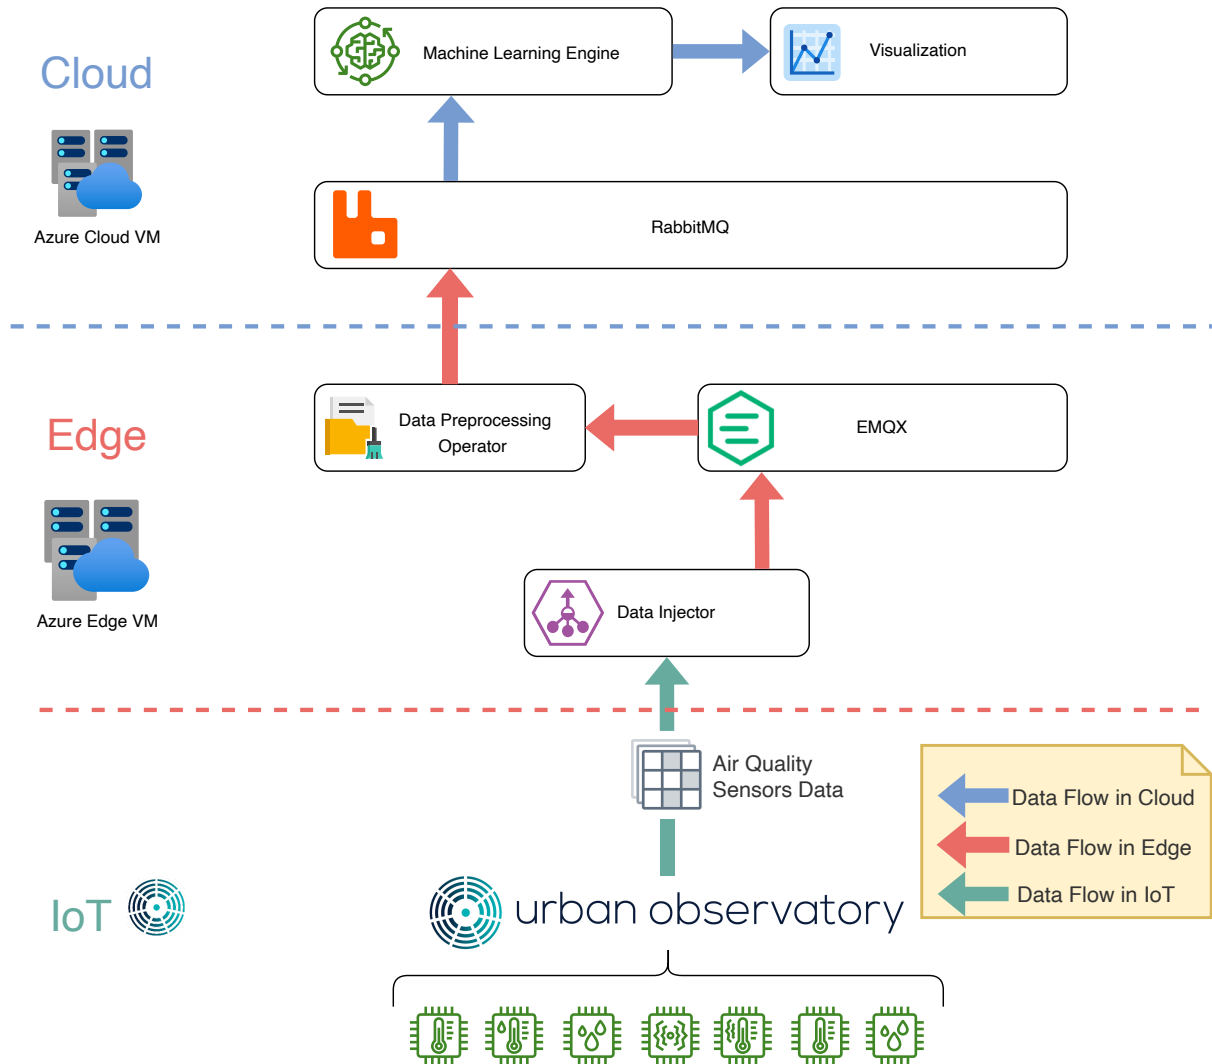 Cloud
Machine Learning Engine
Visualization
Azure Cloud VM
RabbitMQ
Edge
Data Preprocessing
Operator
EMQX
Azure Edge VM
Data Injector
Air Quality
Sensors Data
Data Flow in Cloud
Data Flow in Edge
Data Flow in IoT
IoT
urban observatory